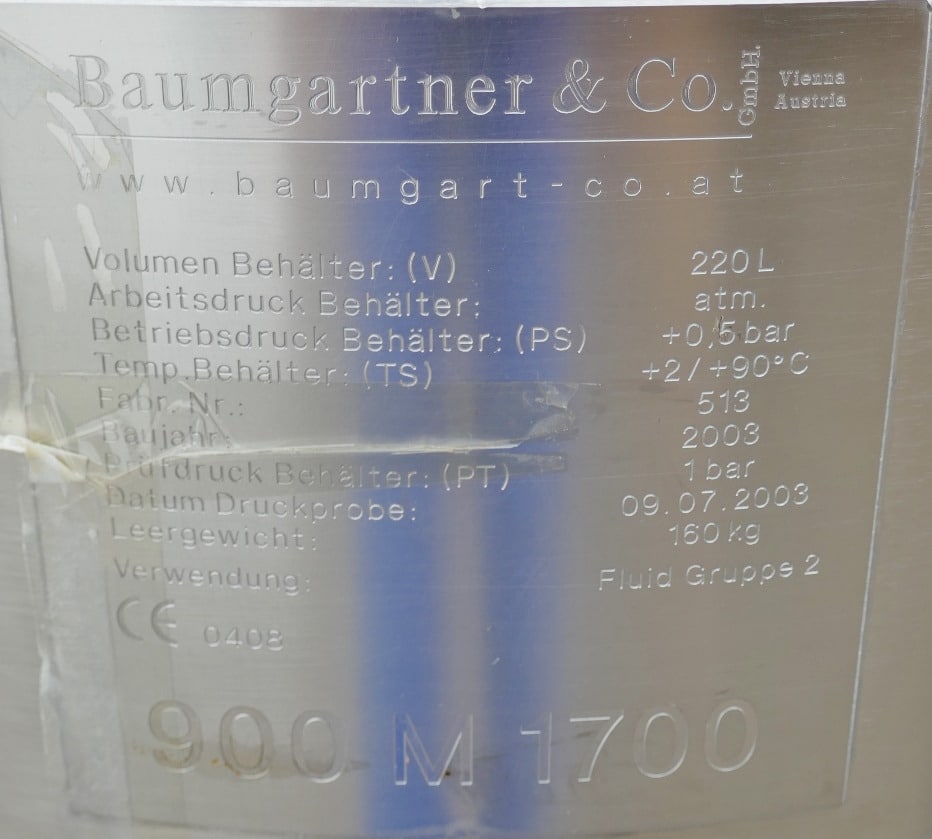 Baumgartner & Co. GmbH. Vienna Austria
www.baumgart-co.at
Volumen Behälter: (V) 220 L
Arbeitsdruck Behälter: atm.
Betriebsdruck Behälter: (PS) +0,5 bar
Temp.Behälter: (TS) +2/+90°C
Fabr. Nr.: 513
Baujahr: 2003
Prüfdruck Behälter: (PT) 1 bar
Datum Druckprobe: 09.07.2003
Leergewicht: 160 kg
Verwendung: Fluid Gruppe 2
CE 0408
900 M 1700